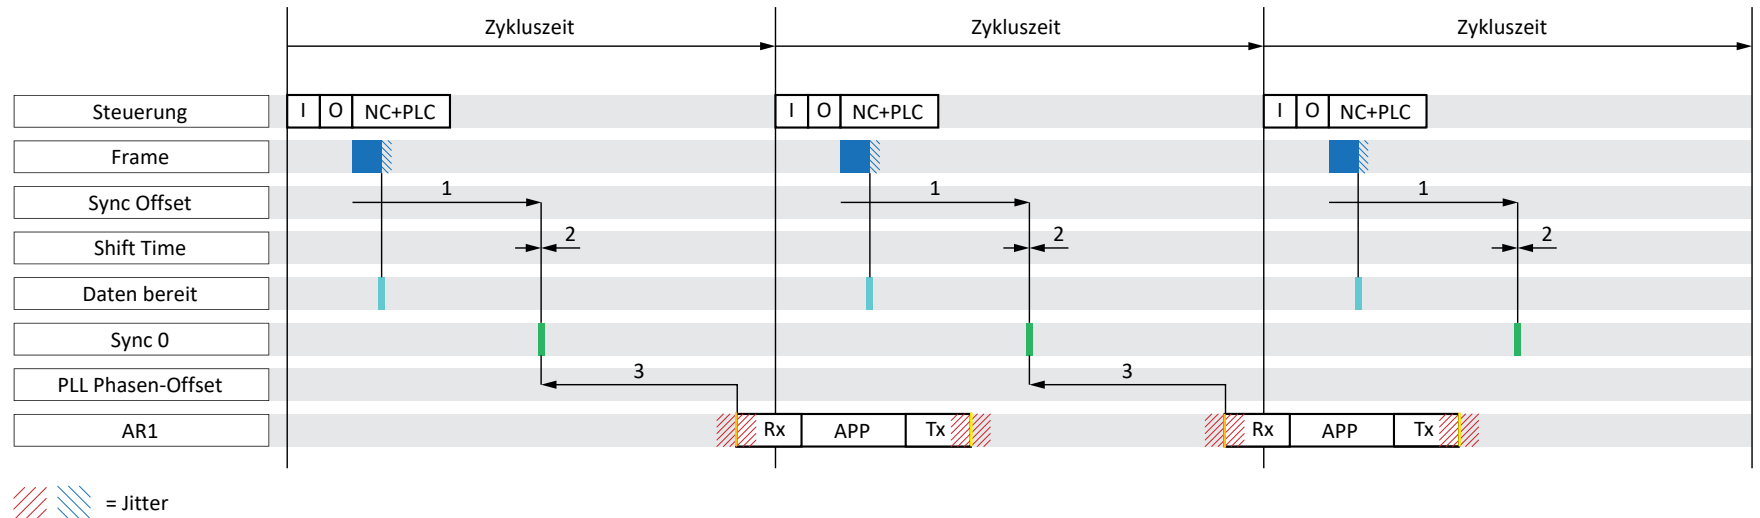 Zykluszeit Zykluszeit Zykluszeit
Steuerung I O NC+PLC I O NC+PLC I O NC+PLC
Frame
Sync Offset 1 1 1
Shift Time 2 2 2
Daten bereit
Sync 0
PLL Phasen-Offset 3 3
AR1 Rx APP Tx Rx APP Tx
= Jitter